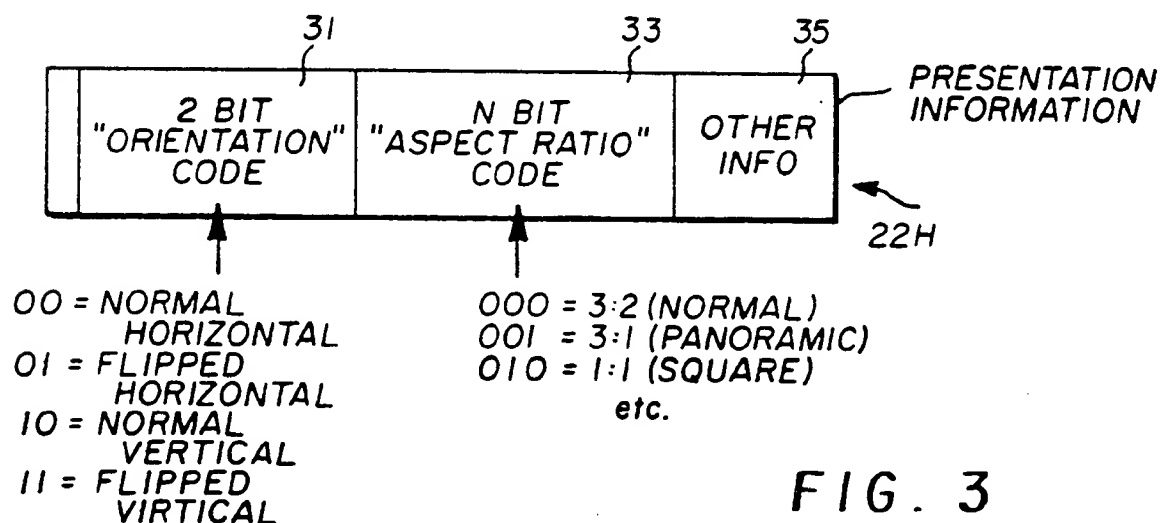 31
33
35
2 BIT
"ORIENTATION"
CODE
N BIT
"ASPECT RATIO"
CODE
OTHER
INFO
PRESENTATION
INFORMATION
22H
00 = NORMAL
HORIZONTAL
01 = FLIPPED
HORIZONTAL
10 = NORMAL
VERTICAL
11 = FLIPPED
VIRTICAL
000 = 3:2 (NORMAL)
001 = 3:1 (PANORAMIC)
010 = 1:1 (SQUARE)
etc.
FIG. 3